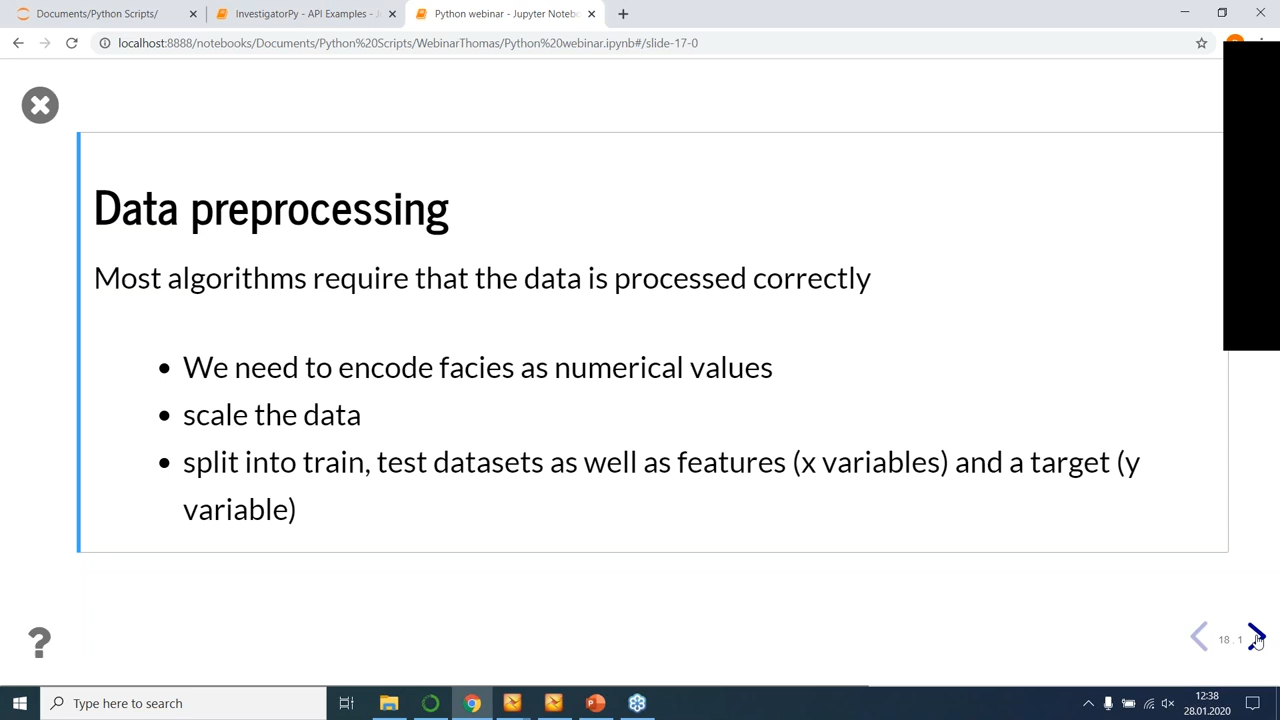 Documents/Python Scripts/
InvestigatorPy - API Examples - J
Python webinar - Jupyter Notebo
localhost:8888/notebooks/Documents/Python%20Scripts/WebinarThomas/Python%20webinar.ipynb#/slide-17-0
Data preprocessing
Most algorithms require that the data is processed correctly
• We need to encode facies as numerical values
• scale the data
• split into train, test datasets as well as features (x variables) and a target (y
variable)
?
18 . 1
Type here to search
12:38
28.01.2020